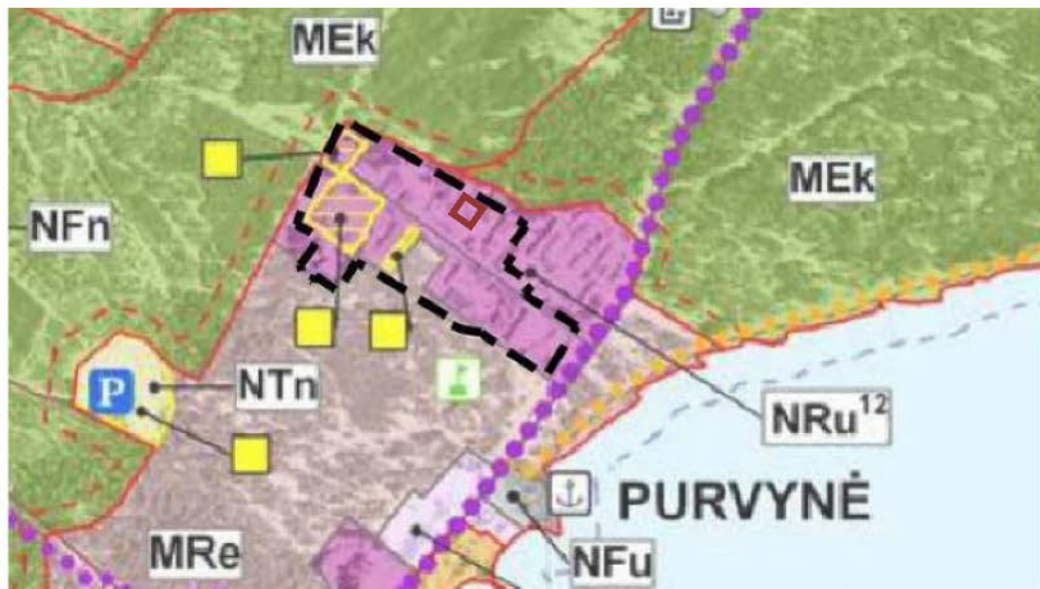 MEk
MEk
NFn
P
NTn
NRu¹²
PURVYNĖ
MRe
NFu